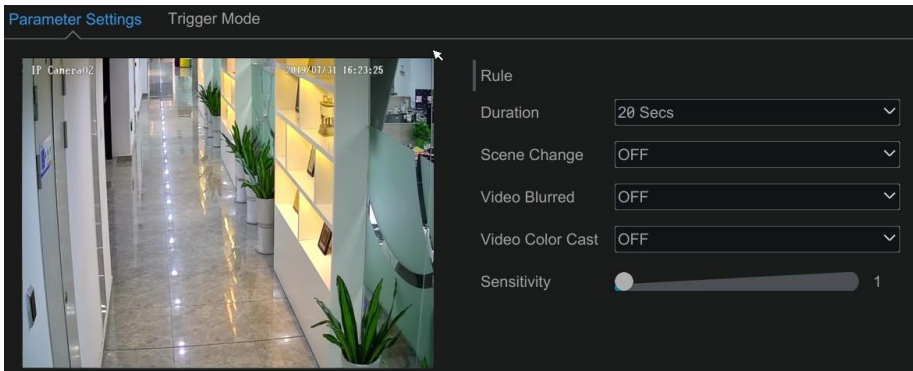 Parameter Settings Trigger Mode
IP Camera02 2019/07/31 16:23:25
Rule
Duration 20 Secs
Scene Change OFF
Video Blurred OFF
Video Color Cast OFF
Sensitivity 1